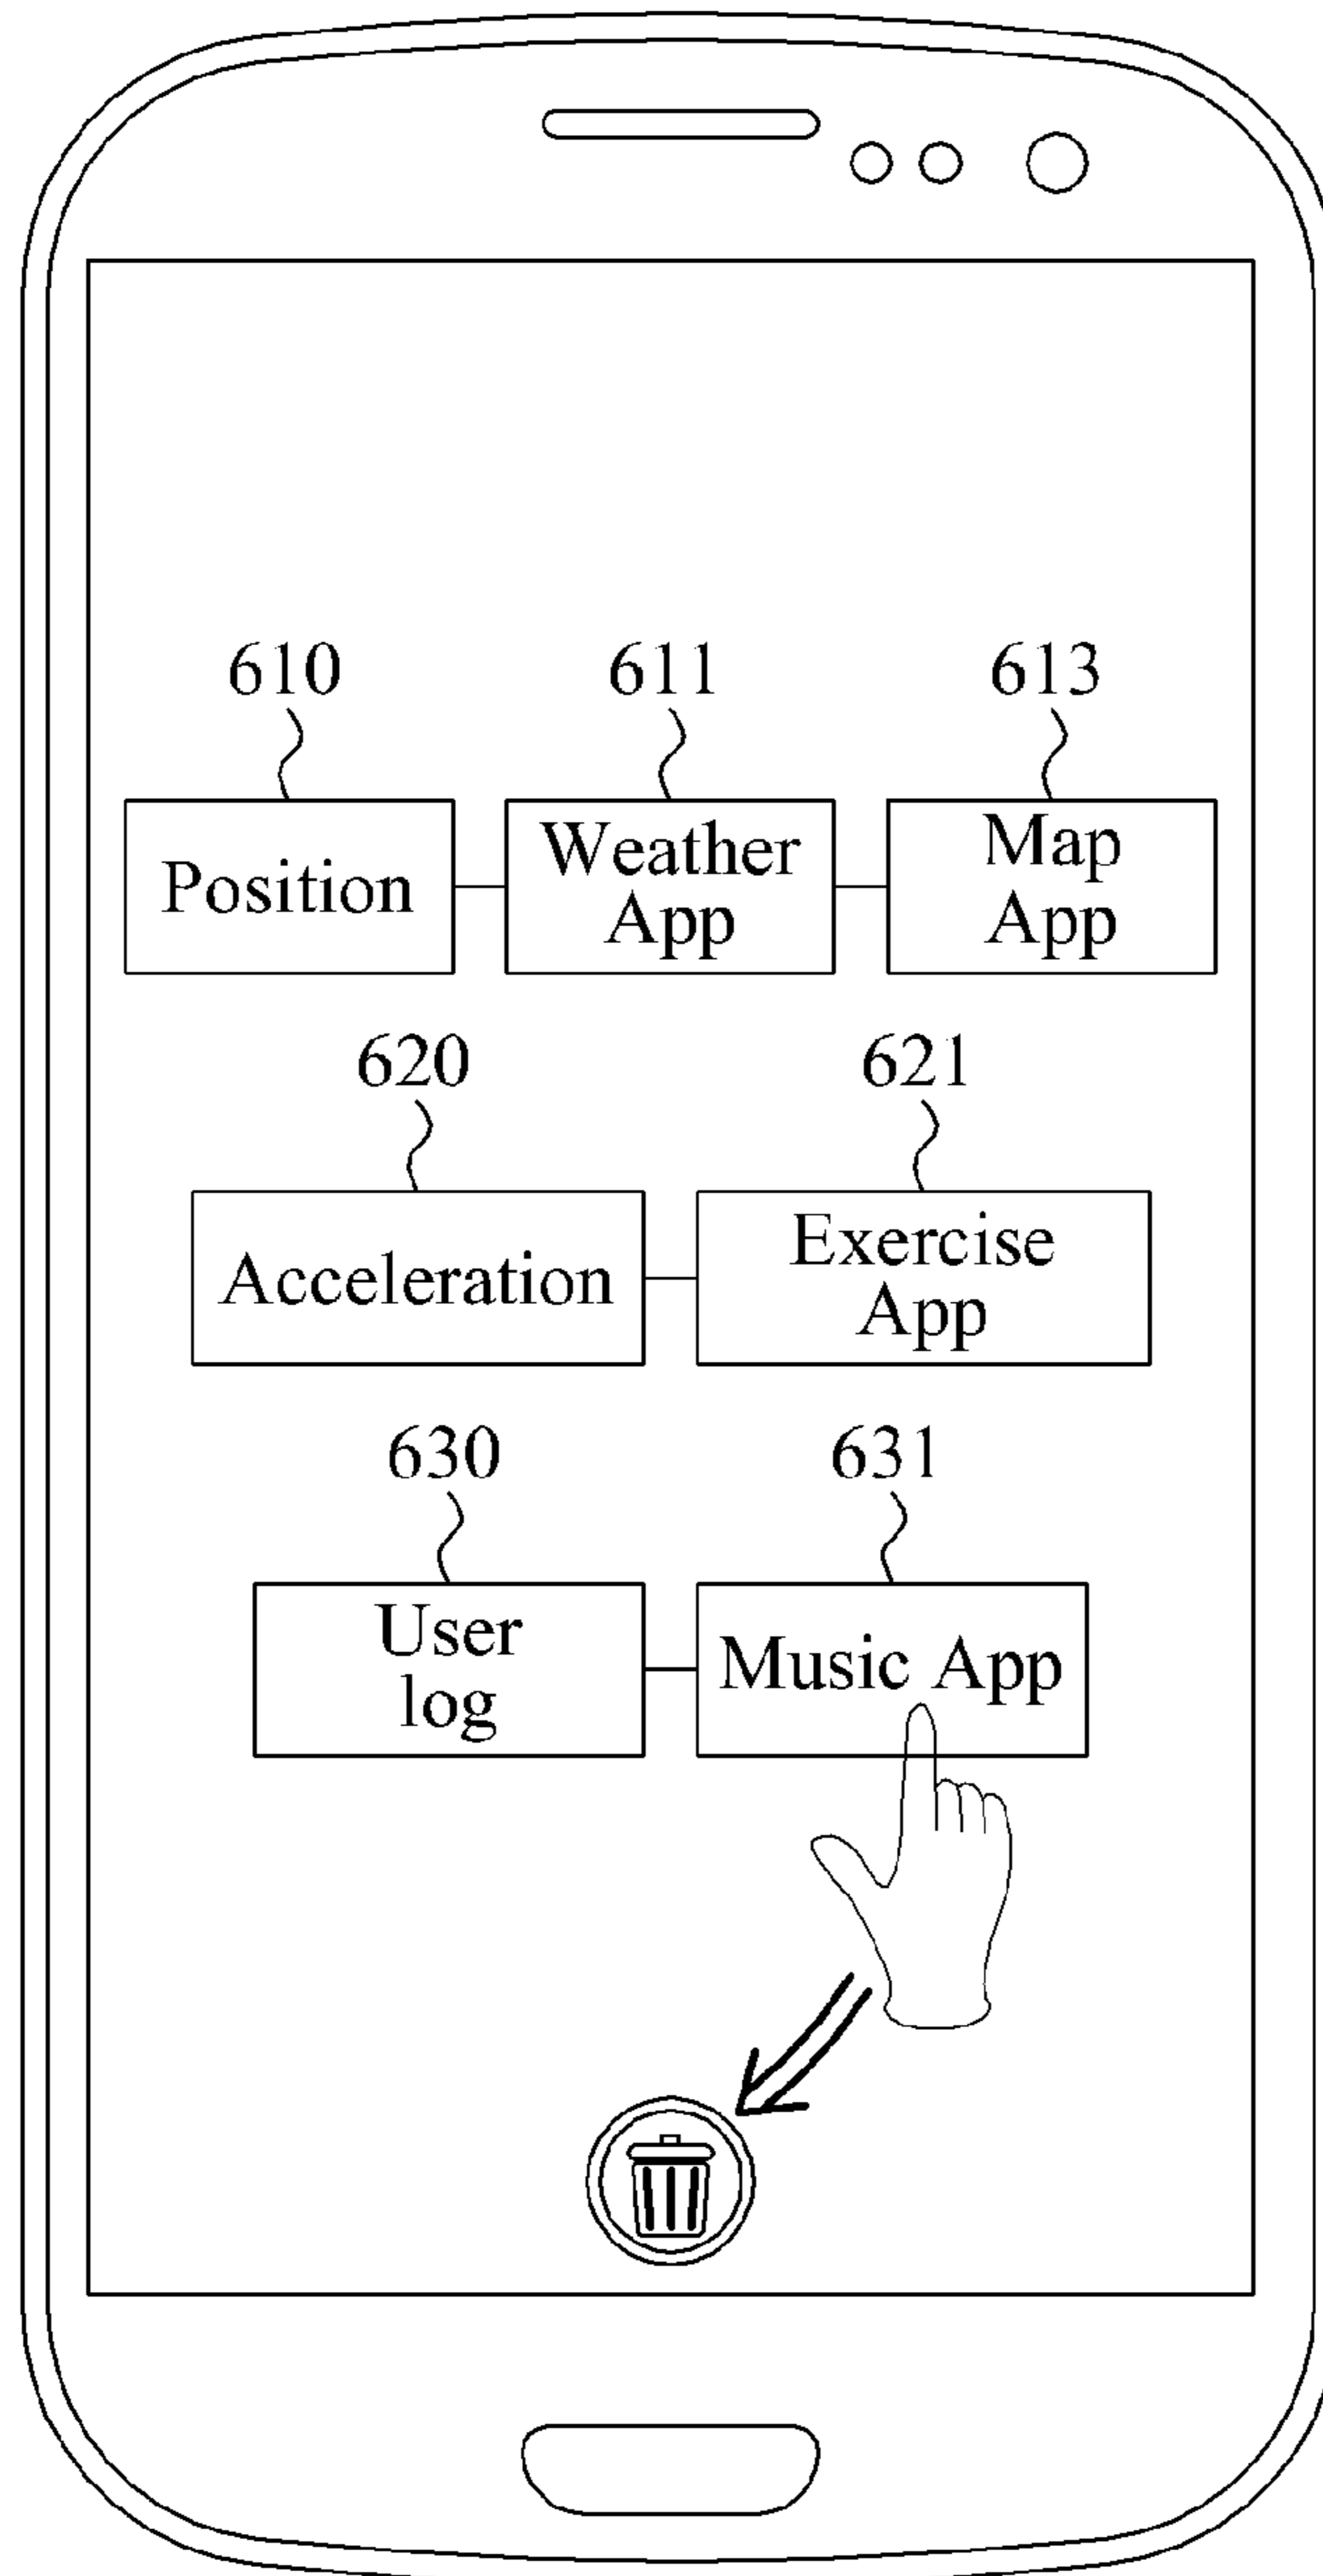 610 611 613
Position Weather App Map App
620 621
Acceleration Exercise App
630 631
User log Music App